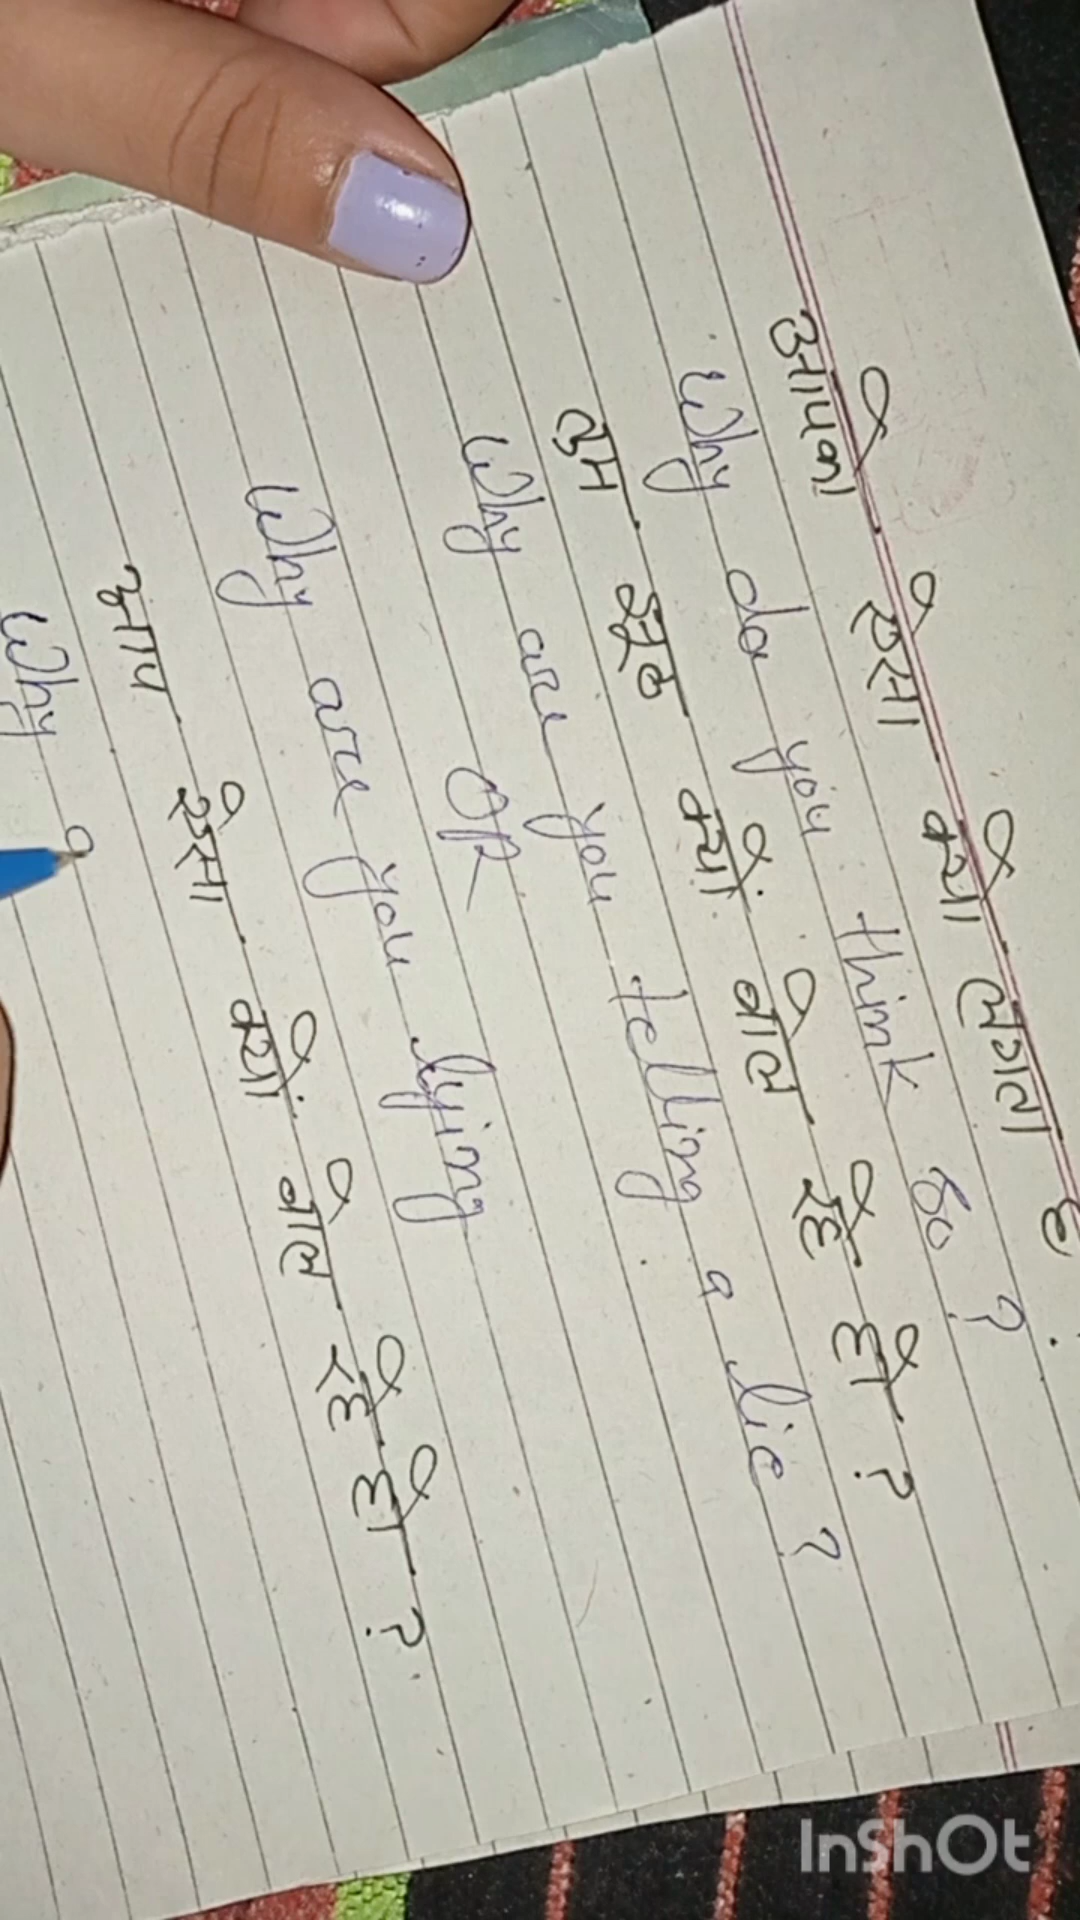 आपको ऐसा क्यो लगता है
Why do you think so ?
तुम झूठ क्यों बोल रहे हो ?
Why are you telling a lie ?
OR
Why are you lying
आप ऐसा क्यों बोल रहे हो ?
Why
InShOt